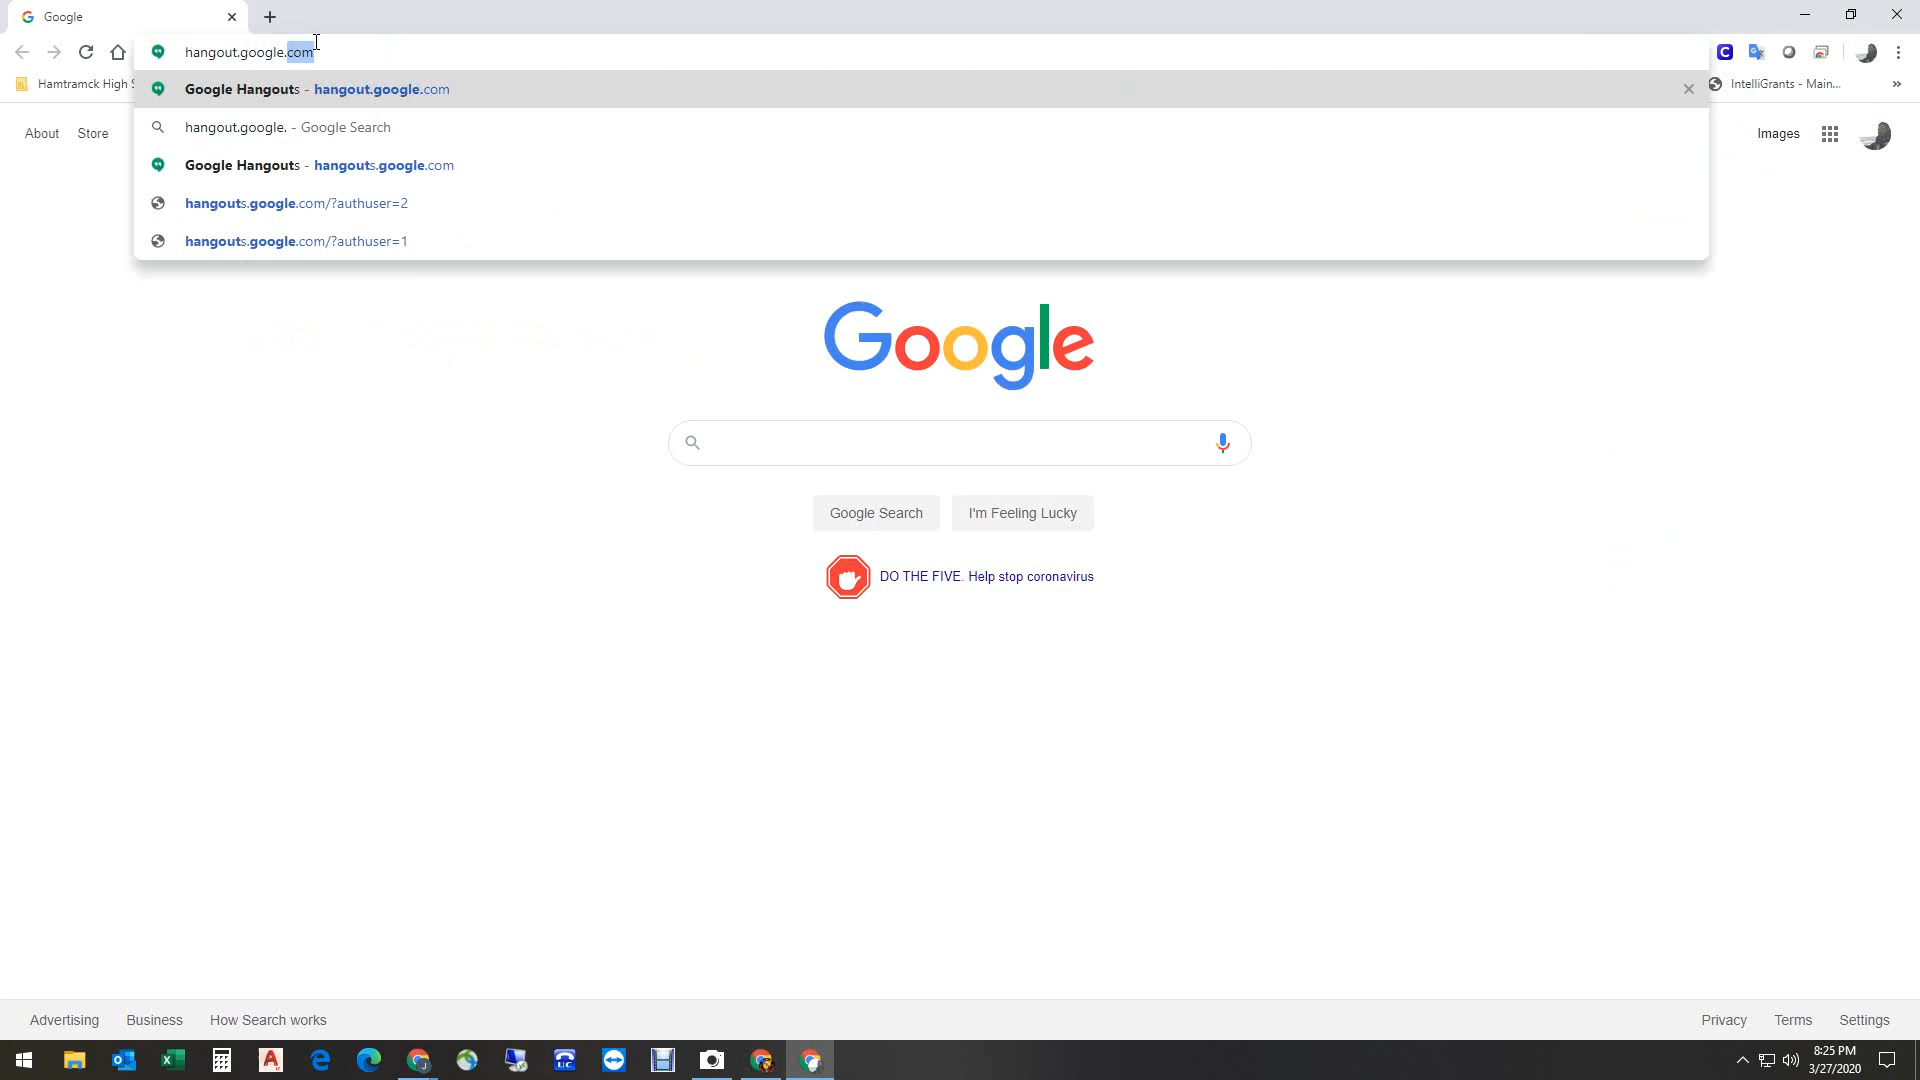 Google
hangout.google.com
Hamtramck High S
Google Hangouts - hangout.google.com
IntelliGrants - Main...
»
About Store
hangout.google. - Google Search
Images
Google Hangouts - hangouts.google.com
hangouts.google.com/?authuser=2
hangouts.google.com/?authuser=1
Google
Google Search I'm Feeling Lucky
DO THE FIVE. Help stop coronavirus
Advertising Business How Search works
Privacy Terms Settings
8:25 PM
3/27/2020